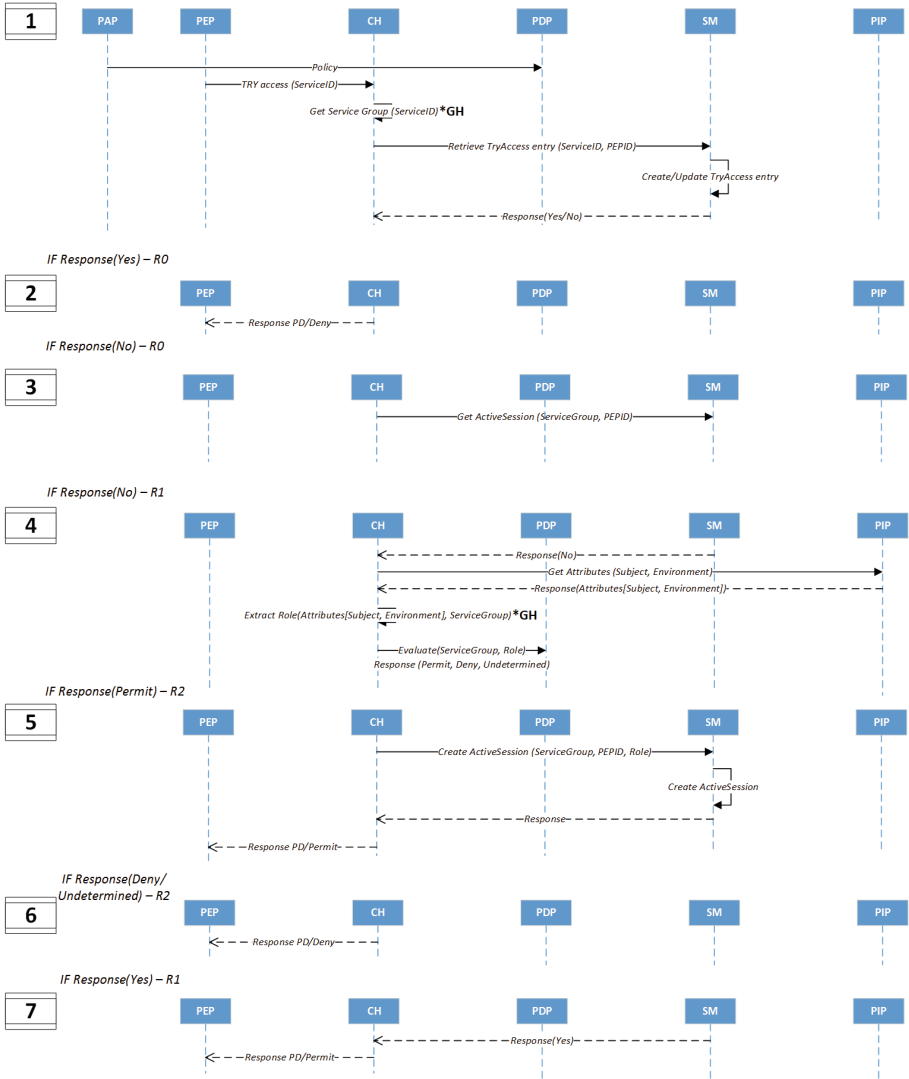 1
PAP
PEP
CH
PDP
SM
PIP
Policy
TRY access (ServiceID)
Get Service Group (ServiceID) *GH
Retrieve TryAccess entry (ServiceID, PEPID)
Create/Update TryAccess entry
Response(Yes/No)
IF Response(Yes) – R0
2
PEP
CH
PDP
SM
PIP
Response PD/Deny
IF Response(No) – R0
3
PEP
CH
PDP
SM
PIP
Get ActiveSession (ServiceGroup, PEPID)
IF Response(No) – R1
4
PEP
CH
PDP
SM
PIP
Response(No)
Get Attributes (Subject, Environment)
Response(Attributes[Subject, Environment])
Extract Role(Attributes[Subject, Environment], ServiceGroup) *GH
Evaluate(ServiceGroup, Role)
Response (Permit, Deny, Undetermined)
IF Response(Permit) – R2
5
PEP
CH
PDP
SM
PIP
Create ActiveSession (ServiceGroup, PEPID, Role)
Create ActiveSession
Response
Response PD/Permit
IF Response(Deny/
Undetermined) – R2
6
PEP
CH
PDP
SM
PIP
Response PD/Deny
IF Response(Yes) – R1
7
PEP
CH
PDP
SM
PIP
Response(Yes)
Response PD/Permit